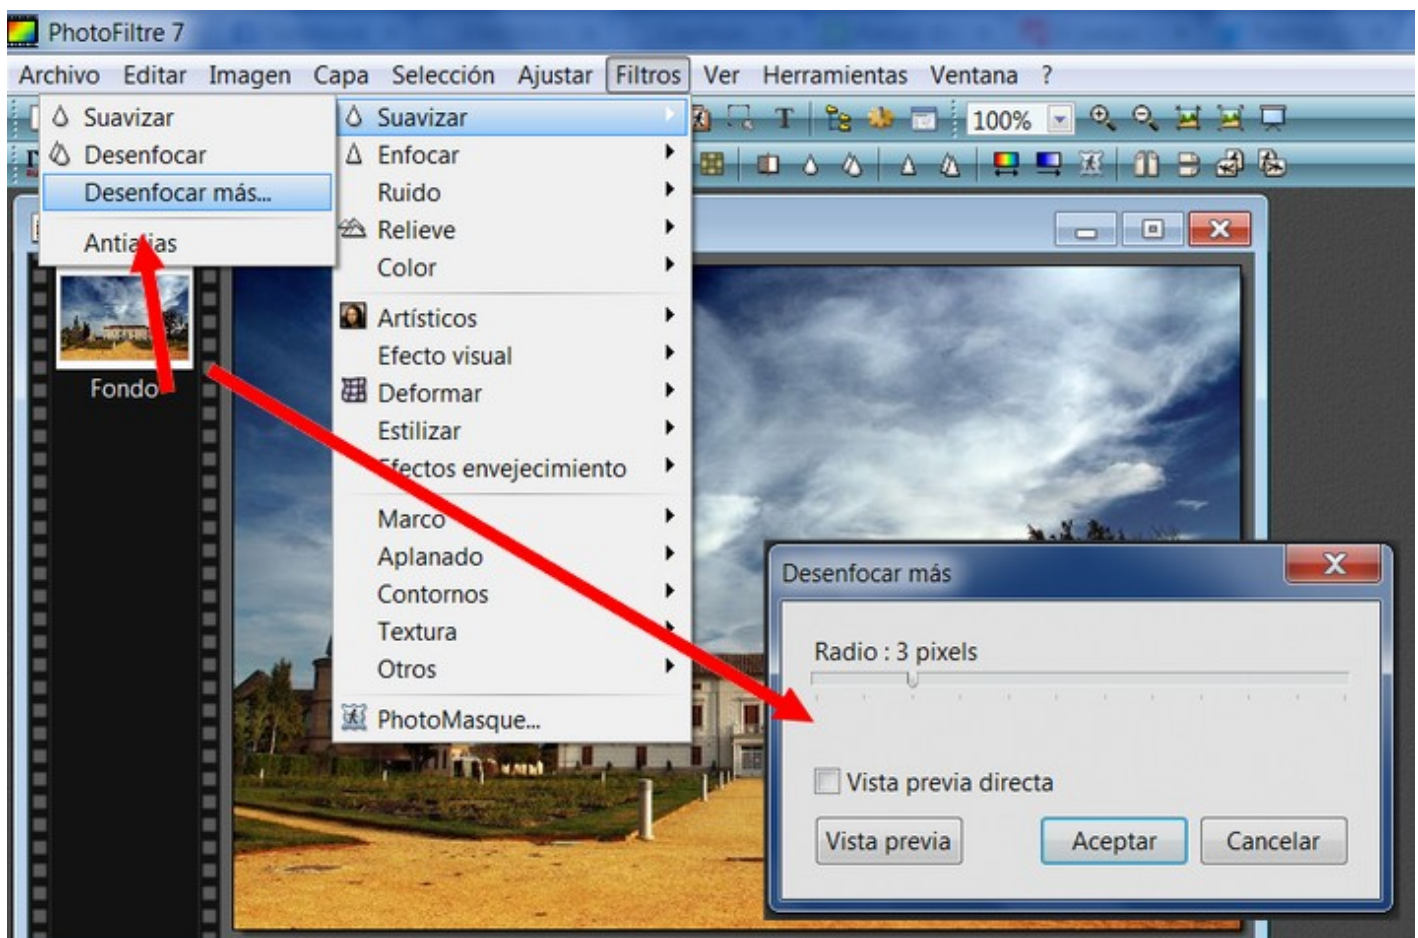 PhotoFiltre 7
Archivo Editar Imagen Capa Selección Ajustar Filtros Ver Herramientas Ventana ?
100%
Suavizar
Desenfocar
Desenfocar más...
Antialias
Suavizar
Enfocar
Ruido
Relieve
Color
Artísticos
Efecto visual
Deformar
Estilizar
Efectos envejecimiento
Marco
Aplanado
Contornos
Textura
Otros
PhotoMasque...
Fondo
Desenfocar más
Radio : 3 pixels
Vista previa directa
Vista previa Aceptar Cancelar